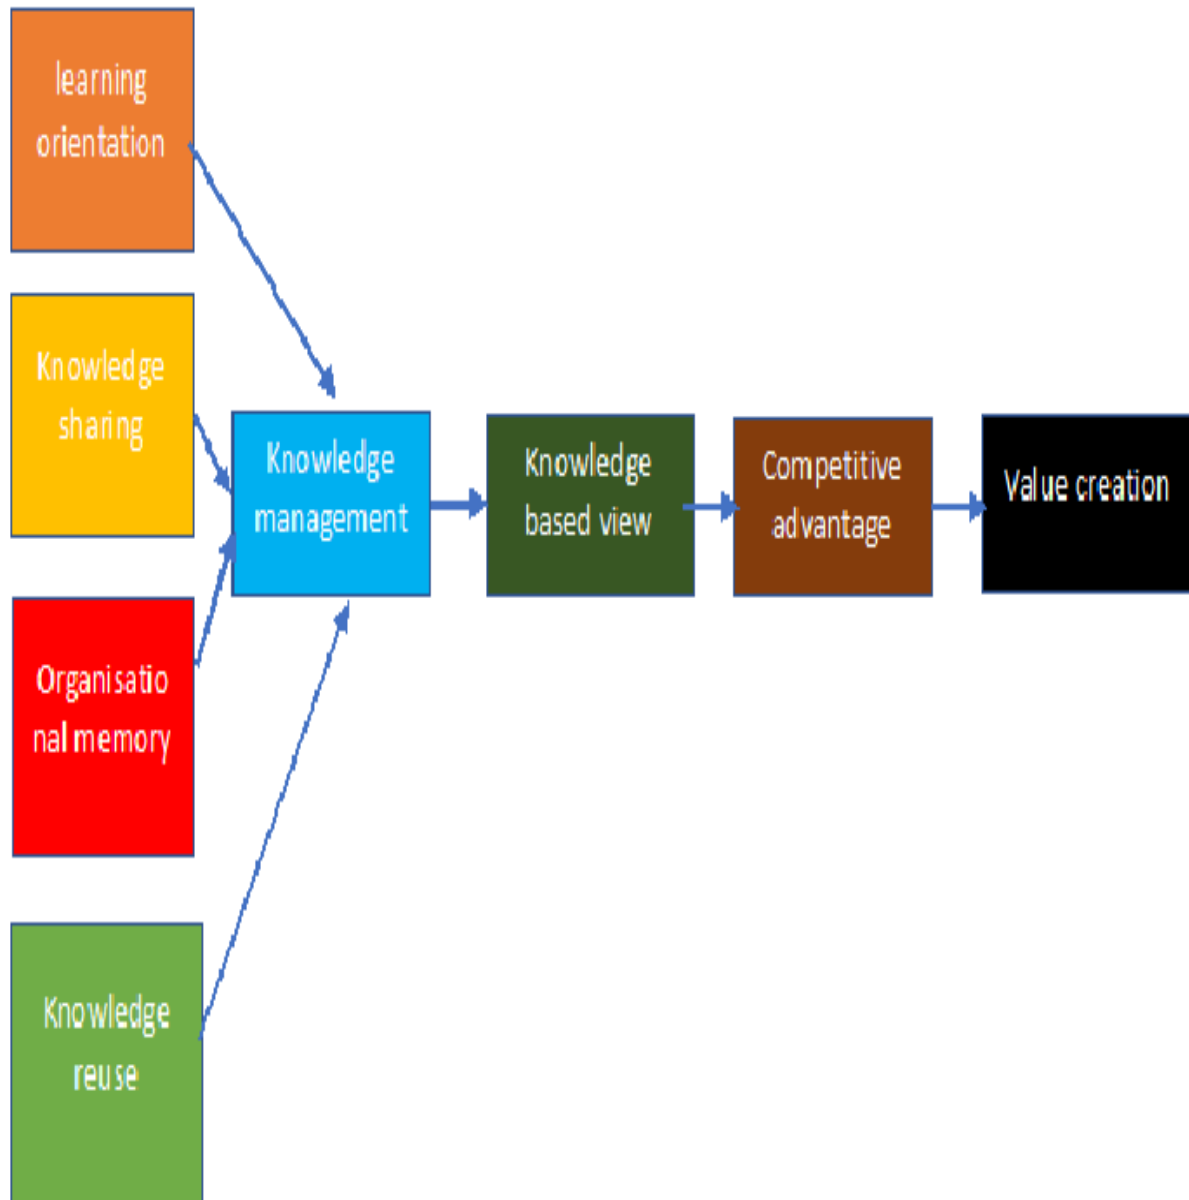 learning
orientation
Knowledge
sharing
Organisatio
nal memory
Knowledge
reuse
Knowledge
management
Knowledge
based view
Competitive
advantage
Value creation